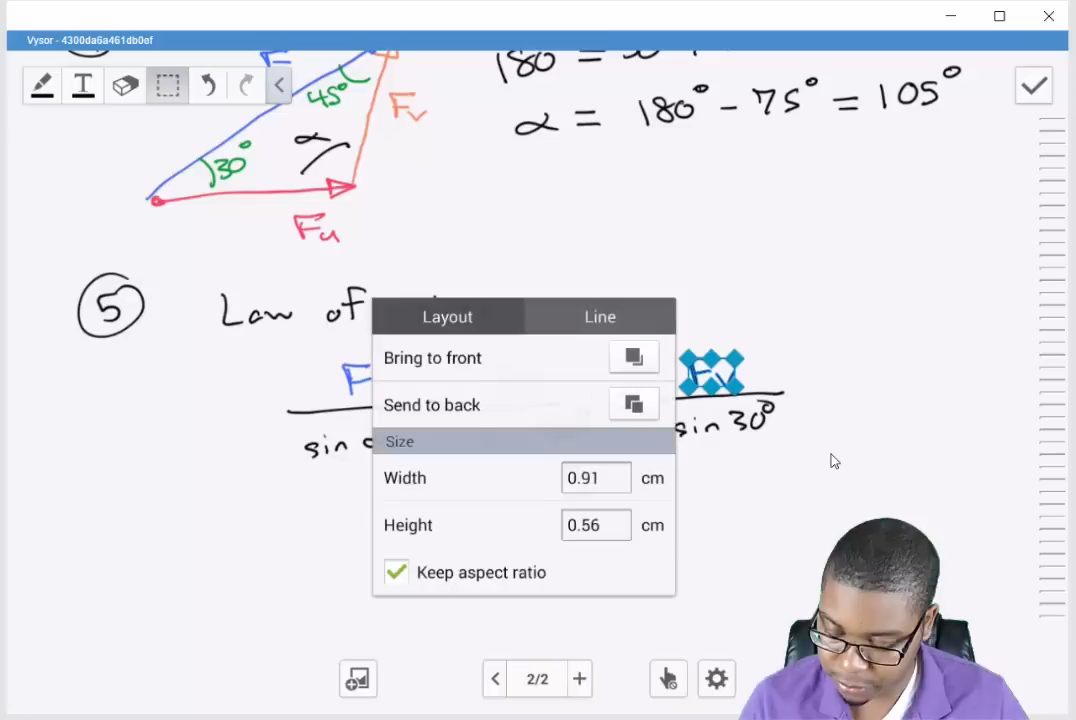 Vysor - 4300da6a461db0ef
F
180 =
T
<
45°
Fv
α = 180° - 75° = 105°
α
30°
Fu
5
Law of
Layout
Line
Bring to front
F
Fv
Send to back
sin
sin 30°
Size
Width
0.91
cm
Height
0.56
cm
Keep aspect ratio
<
2/2
+